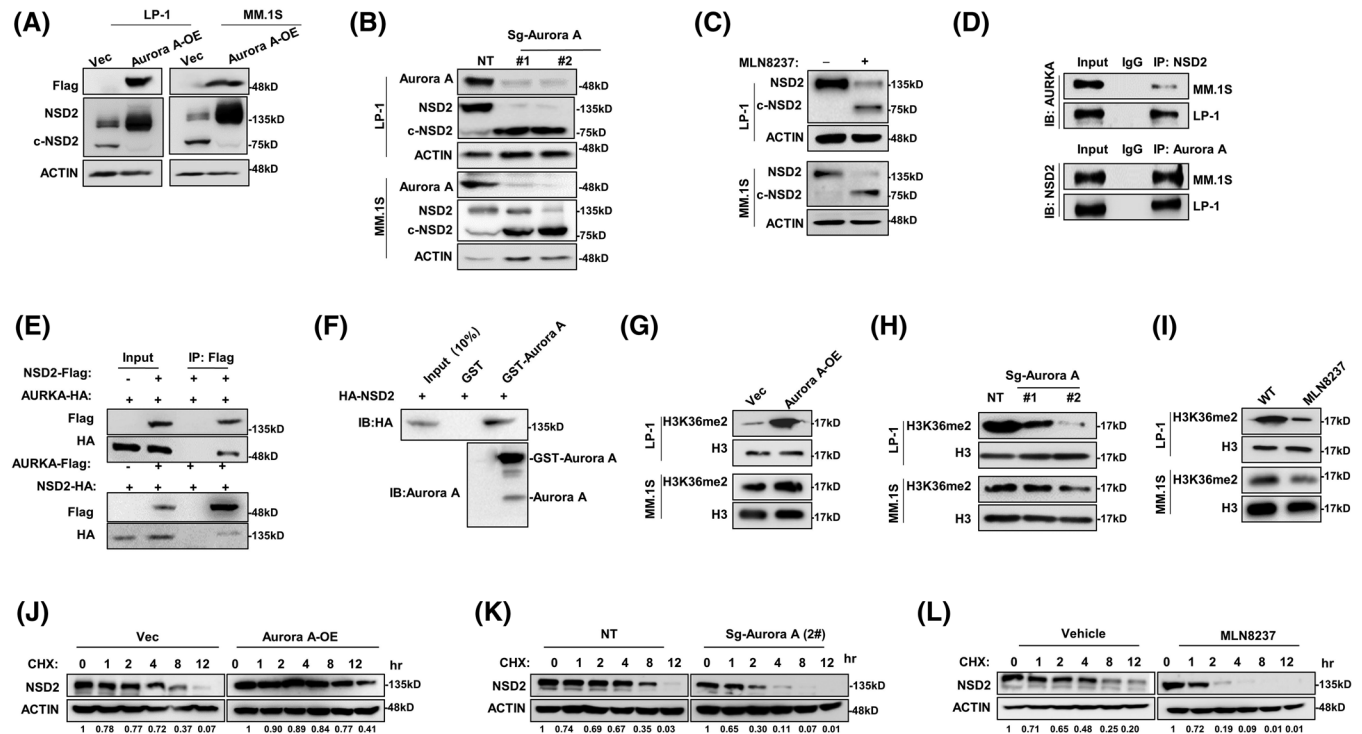 (A)
LP-1 MM.1S
Vec Aurora A-OE Vec Aurora A-OE
Flag -48kD
NSD2 -135kD
c-NSD2 -75kD
ACTIN -48kD
(B)
Sg-Aurora A
NT #1 #2
LP-1
Aurora A -48kD
NSD2 -135kD
c-NSD2 -75kD
ACTIN -48kD
MM.1S
Aurora A -48kD
NSD2 -135kD
c-NSD2 -75kD
ACTIN -48kD
(C)
MLN8237: – +
LP-1
NSD2 -135kD
c-NSD2 -75kD
ACTIN -48kD
MM.1S
NSD2 -135kD
c-NSD2 -75kD
ACTIN -48kD
(D)
Input IgG IP: NSD2
IB: AURKA
MM.1S
LP-1
Input IgG IP: Aurora A
IB: NSD2
MM.1S
LP-1
(E)
Input IP: Flag
NSD2-Flag: - + + +
AURKA-HA: + + + +
Flag -135kD
HA -48kD
AURKA-Flag: - + + +
NSD2-HA: + + + +
Flag -48kD
HA -135kD
(F)
Input (10%) GST GST-Aurora A
HA-NSD2 + + +
IB:HA 135kD
-GST-Aurora A
IB:Aurora A -Aurora A
(G)
Vec Aurora A-OE
LP-1
H3K36me2 -17kD
H3 -17kD
MM.1S
H3K36me2 -17kD
H3 -17kD
(H)
Sg-Aurora A
NT #1 #2
LP-1
H3K36me2 -17kD
H3 -17kD
MM.1S
H3K36me2 -17kD
H3 -17kD
(I)
WT MLN8237
LP-1
H3K36me2 -17kD
H3 -17kD
MM.1S
H3K36me2 -17kD
H3 -17kD
(J)
Vec Aurora A-OE
CHX: 0 1 2 4 8 12 0 1 2 4 8 12 hr
NSD2 -135kD
ACTIN -48kD
1 0.78 0.77 0.72 0.37 0.07 1 0.90 0.89 0.84 0.77 0.41
(K)
NT Sg-Aurora A (2#)
CHX: 0 1 2 4 8 12 0 1 2 4 8 12 hr
NSD2 -135kD
ACTIN -48kD
1 0.74 0.69 0.67 0.35 0.03 1 0.65 0.30 0.11 0.07 0.01
(L)
Vehicle MLN8237
CHX: 0 1 2 4 8 12 0 1 2 4 8 12 hr
NSD2 -135kD
ACTIN -48kD
1 0.71 0.65 0.48 0.25 0.20 1 0.72 0.19 0.09 0.01 0.01